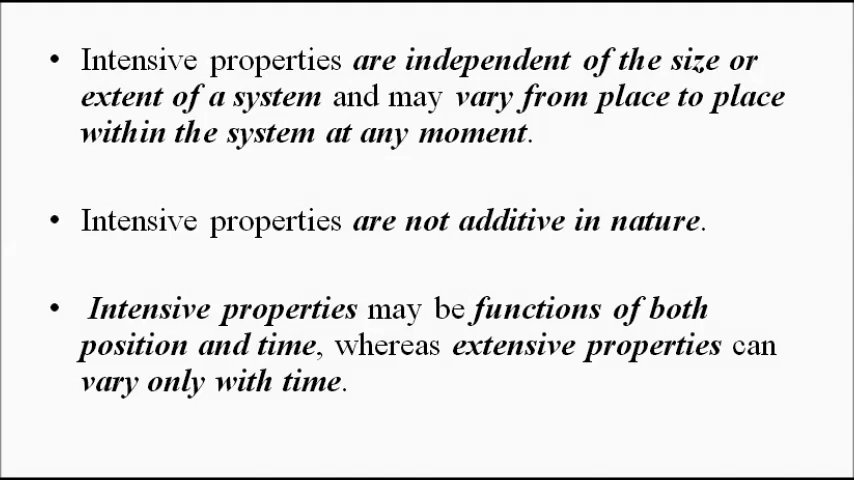 • Intensive properties are independent of the size or
extent of a system and may vary from place to place
within the system at any moment.
• Intensive properties are not additive in nature.
• Intensive properties may be functions of both
position and time, whereas extensive properties can
vary only with time.